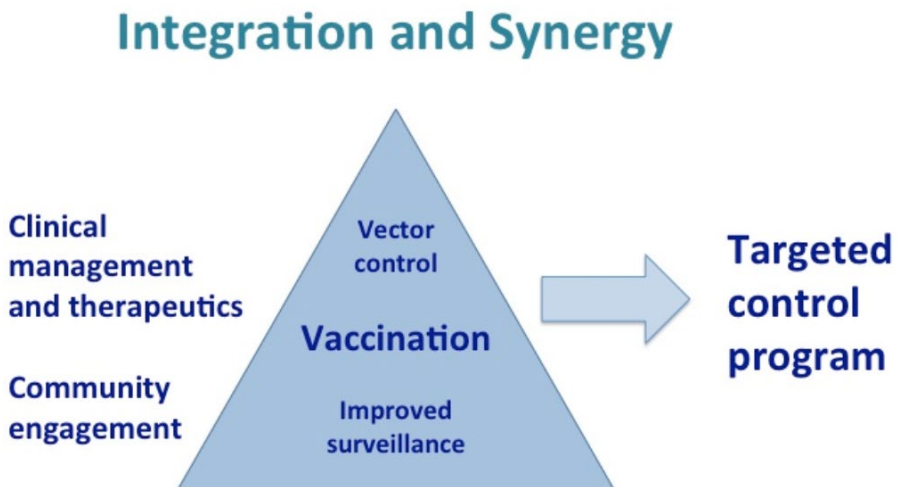 Integration and Synergy
Clinical
management
and therapeutics
Community
engagement
Vector
control
Vaccination
Improved
surveillance
Targeted
control
program